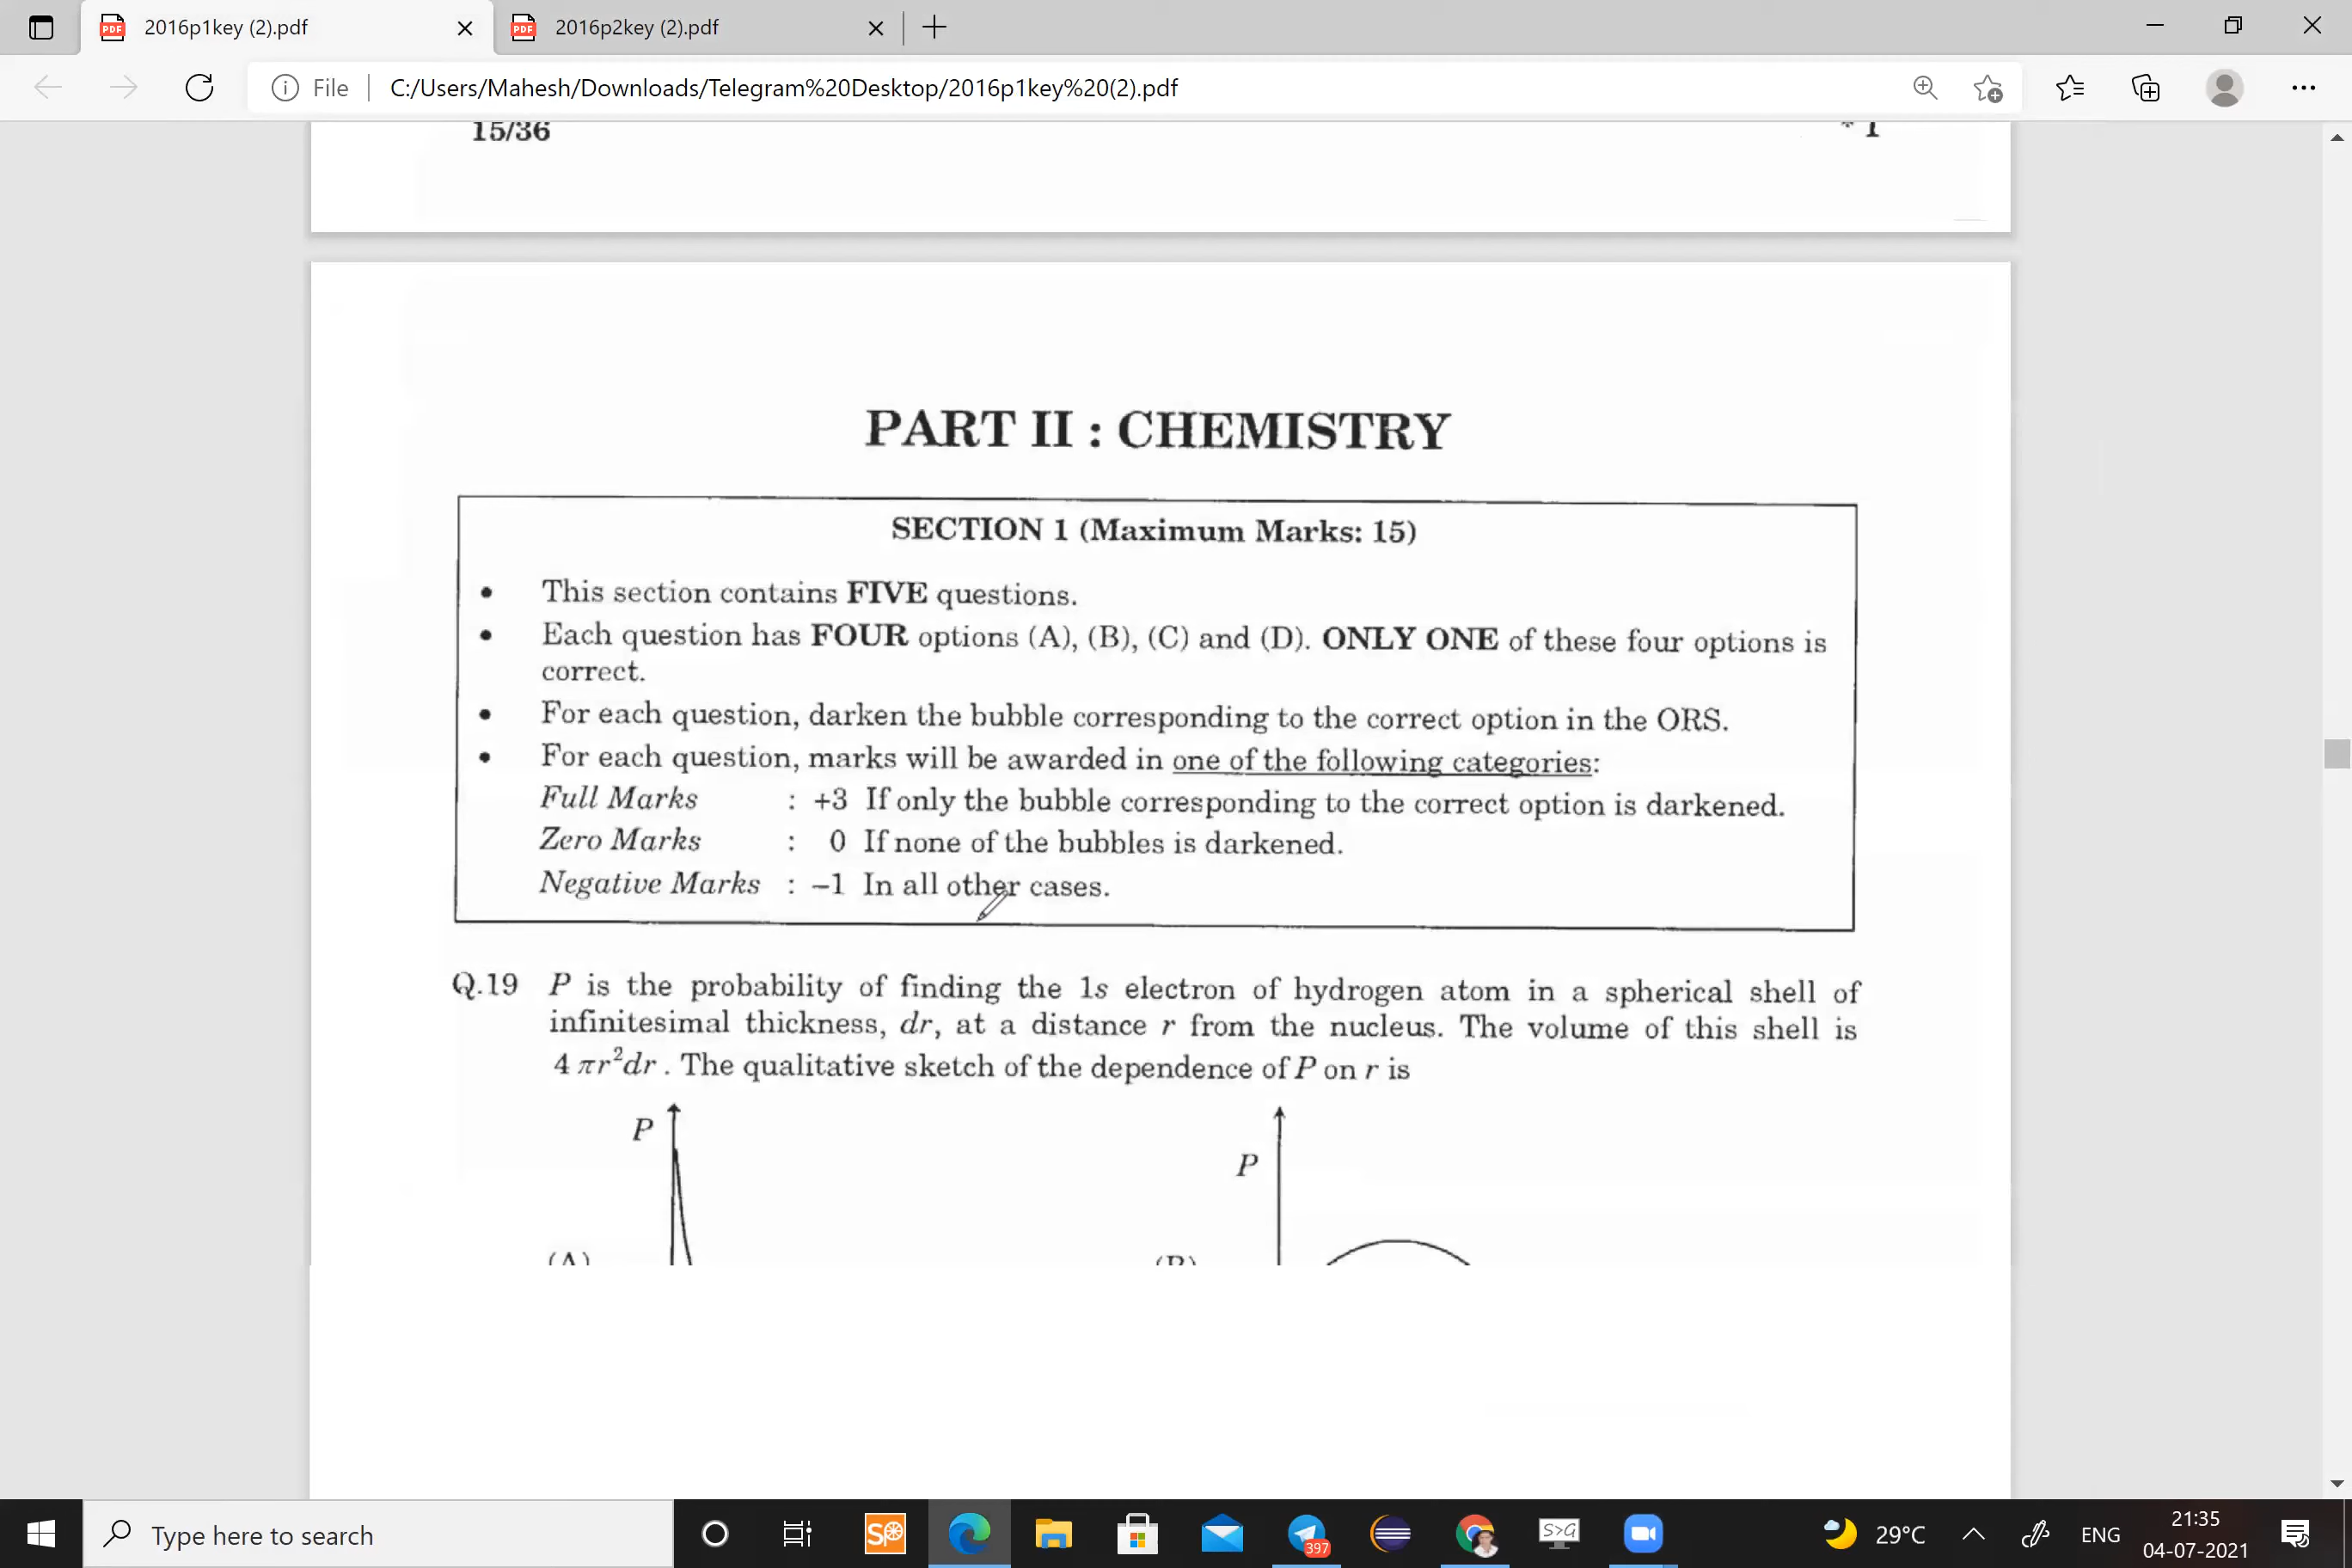 2016p1key (2).pdf
2016p2key (2).pdf
File
C:/Users/Mahesh/Downloads/Telegram%20Desktop/2016p1key%20(2).pdf
15/36
PART II : CHEMISTRY
SECTION 1 (Maximum Marks: 15)
• This section contains FIVE questions.
• Each question has FOUR options (A), (B), (C) and (D). ONLY ONE of these four options is
correct.
• For each question, darken the bubble corresponding to the correct option in the ORS.
• For each question, marks will be awarded in one of the following categories:
Full Marks : +3 If only the bubble corresponding to the correct option is darkened.
Zero Marks : 0 If none of the bubbles is darkened.
Negative Marks : –1 In all other cases.
Q.19 P is the probability of finding the 1s electron of hydrogen atom in a spherical shell of
infinitesimal thickness, dr, at a distance r from the nucleus. The volume of this shell is
4 πr²dr . The qualitative sketch of the dependence of P on r is
P
P
(A)
Type here to search
397
S>G
29°C
ENG
21:35
04-07-2021